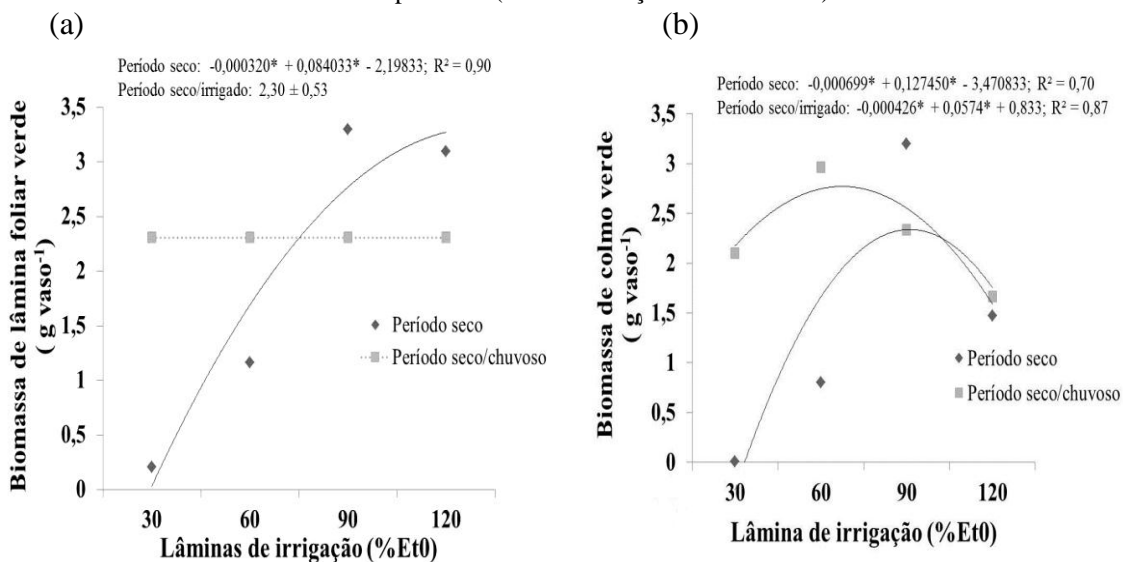 (a)
Período seco: -0,000320* + 0,084033* - 2,19833; R² = 0,90
Período seco/irrigado: 2,30 ± 0,53
Biomassa de lâmina foliar verde
( g vaso⁻¹)
3,5
3
2,5
2
1,5
1
0,5
0
30 60 90 120
Lâminas de irrigação (%Et0)
Período seco
Período seco/chuvoso
(b)
Período seco: -0,000699* + 0,127450* - 3,470833; R² = 0,70
Período seco/irrigado: -0,000426* + 0,0574* + 0,833; R² = 0,87
Biomassa de colmo verde
( g vaso⁻¹)
3,5
3
2,5
2
1,5
1
0,5
0
30 60 90 120
Lâmina de irrigação (%Et0)
Período seco
Período seco/chuvoso